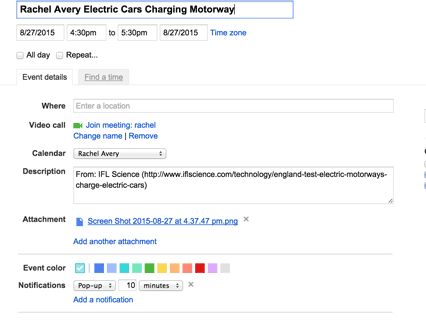 Rachel Avery Electric Cars Charging Motorway
8/27/2015 4:30pm to 5:30pm 8/27/2015 Time zone
All day Repeat...
Event details Find a time
Where Enter a location
Video call Join meeting: rachel
Change name | Remove
Calendar Rachel Avery
Description From: IFL Science (http://www.iflscience.com/technology/england-test-electric-motorways-
charge-electric-cars)
Attachment Screen Shot 2015-08-27 at 4.37.47 pm.png
Add another attachment
Event color
Notifications Pop-up 10 minutes
Add a notification